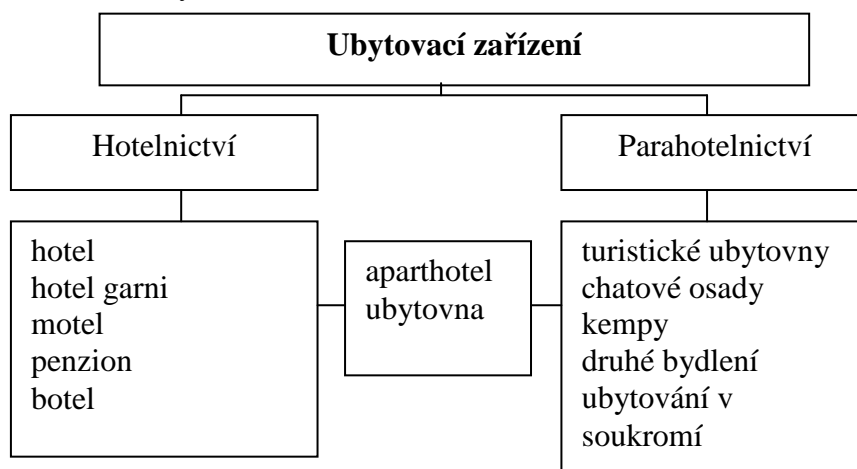 Ubytovací zařízení
Hotelnictví
Parahotelnictví
hotel
hotel garni
motel
penzion
botel
aparthotel
ubytovna
turistické ubytovny
chatové osady
kempy
druhé bydlení
ubytování v
soukromí